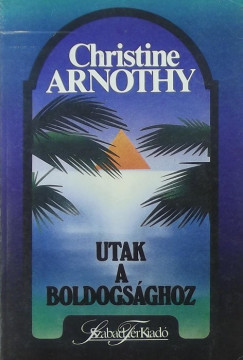 Christine
ARNOTHY
UTAK
A
BOLDOGSÁGHOZ
Szabad Tér Kiadó